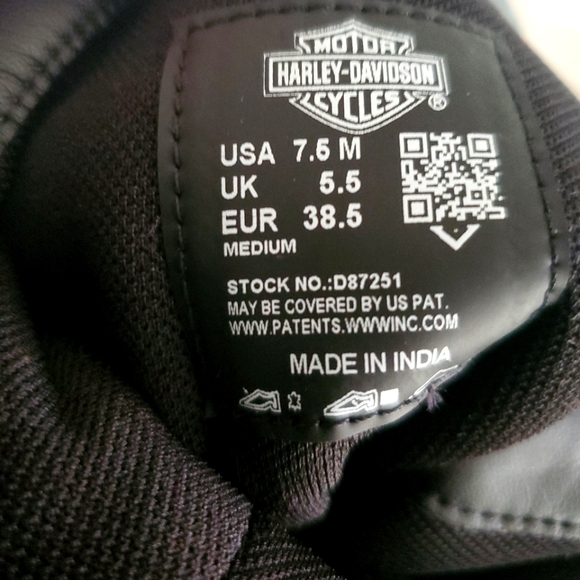 MOTOR
HARLEY-DAVIDSON
CYCLES®
USA 7.5 M
UK 5.5
EUR 38.5
MEDIUM
STOCK NO.:D87251
MAY BE COVERED BY US PAT.
WWW.PATENTS.WWWINC.COM
MADE IN INDIA